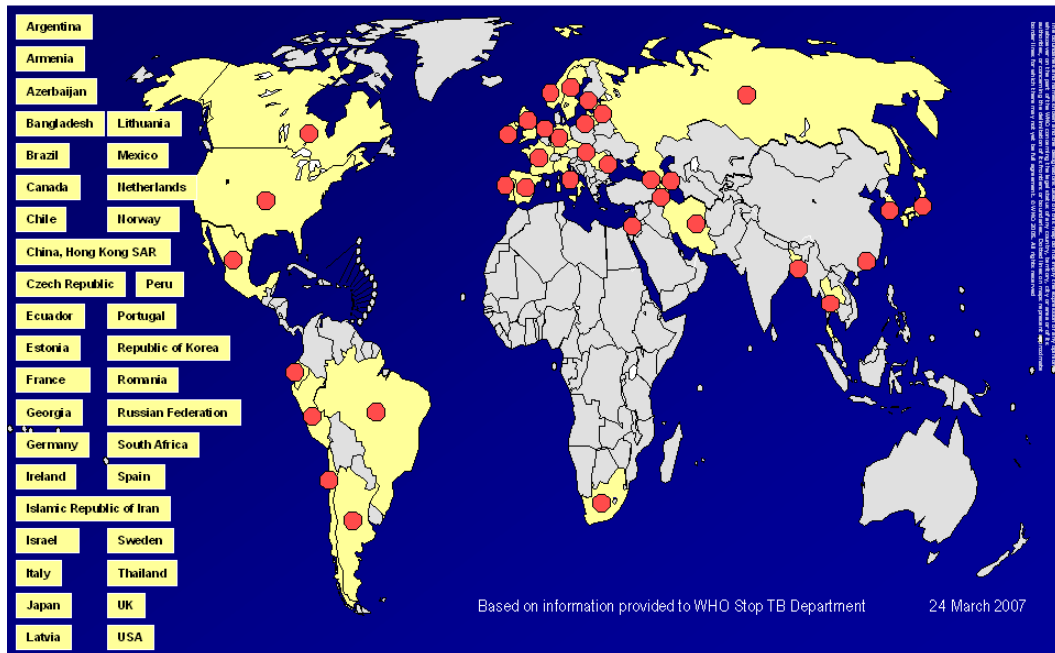 Argentina
Armenia
Azerbaijan
Bangladesh Lithuania
Brazil Mexico
Canada Netherlands
Chile Norway
China, Hong Kong SAR
Czech Republic Peru
Ecuador Portugal
Estonia Republic of Korea
France Romania
Georgia Russian Federation
Germany South Africa
Ireland Spain
Islamic Republic of Iran
Israel Sweden
Italy Thailand
Japan UK
Latvia USA
Based on information provided to WHO Stop TB Department 24 March 2007